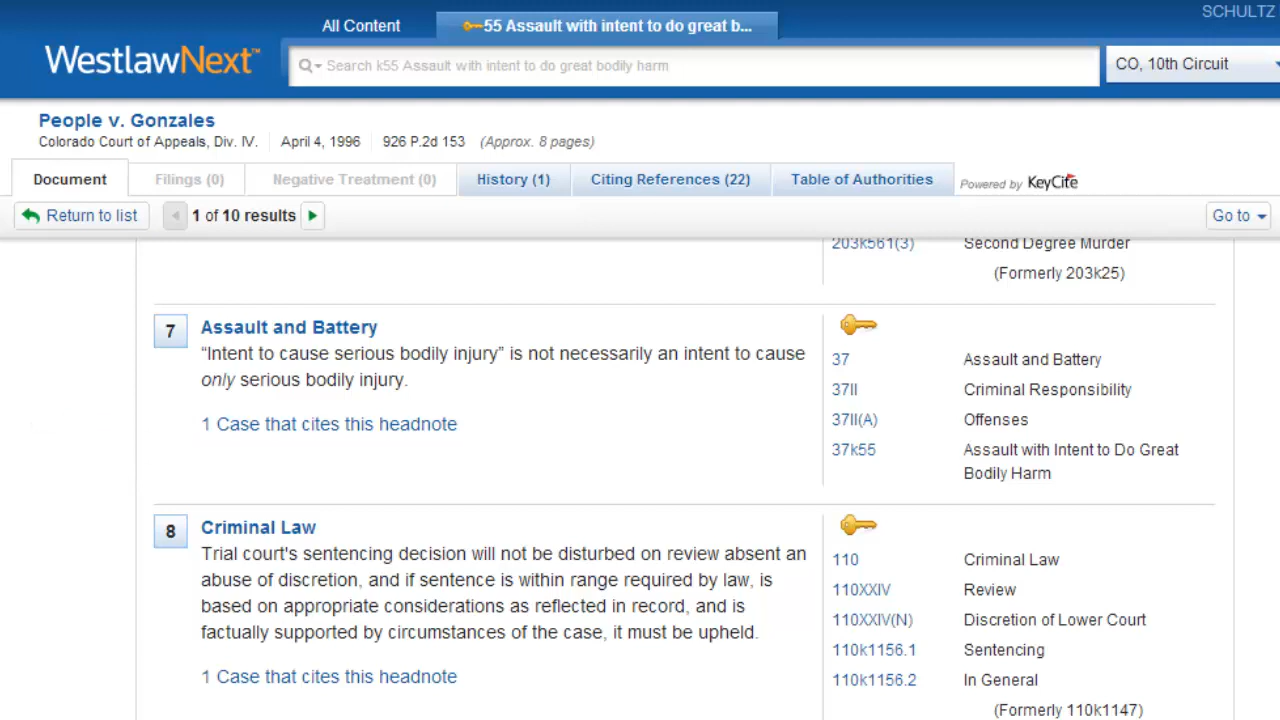 SCHULTZ
All Content
55 Assault with intent to do great b...
WestlawNext™
Search k55 Assault with intent to do great bodily harm
CO, 10th Circuit
People v. Gonzales
Colorado Court of Appeals, Div. IV. April 4, 1996 926 P.2d 153 (Approx. 8 pages)
Document Filings (0) Negative Treatment (0) History (1) Citing References (22) Table of Authorities Powered by KeyCite
Return to list 1 of 10 results Go to
203k561(3) Second Degree Murder
(Formerly 203k25)
7 Assault and Battery
“Intent to cause serious bodily injury” is not necessarily an intent to cause
only serious bodily injury.
1 Case that cites this headnote
37 Assault and Battery
37II Criminal Responsibility
37II(A) Offenses
37k55 Assault with Intent to Do Great
Bodily Harm
8 Criminal Law
Trial court's sentencing decision will not be disturbed on review absent an
abuse of discretion, and if sentence is within range required by law, is
based on appropriate considerations as reflected in record, and is
factually supported by circumstances of the case, it must be upheld.
1 Case that cites this headnote
110 Criminal Law
110XXIV Review
110XXIV(N) Discretion of Lower Court
110k1156.1 Sentencing
110k1156.2 In General
(Formerly 110k1147)